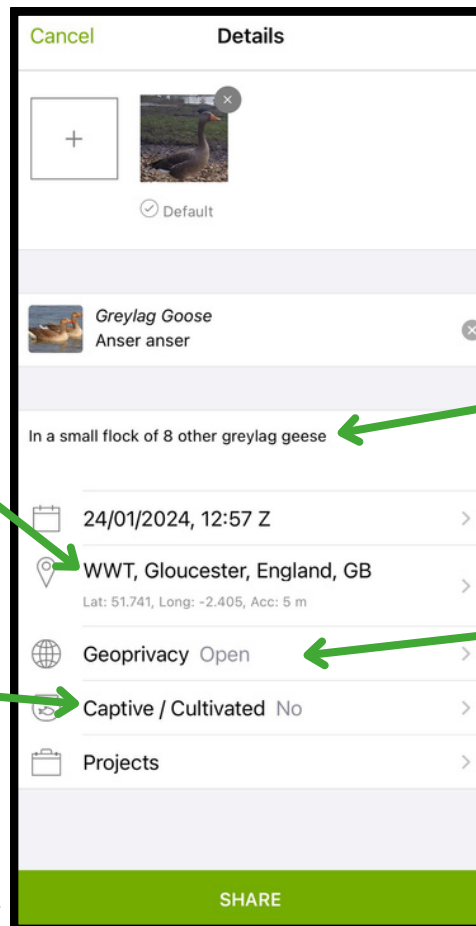 Cancel
Details
+
Default
Greylag Goose
Anser anser
In a small flock of 8 other greylag geese
24/01/2024, 12:57 Z
WWT, Gloucester, England, GB
Lat: 51.741, Long: -2.405, Acc: 5 m
Geoprivacy Open
Captive / Cultivated No
Projects
SHARE